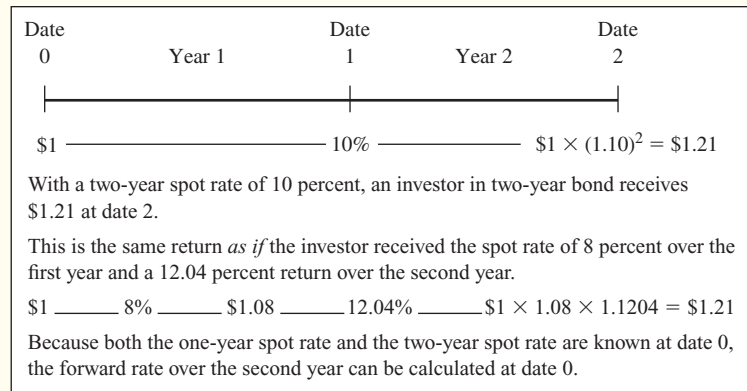 Date Date Date
0 Year 1 1 Year 2 2
$1 10% $1 × (1.10)² = $1.21
With a two-year spot rate of 10 percent, an investor in two-year bond receives
$1.21 at date 2.
This is the same return as if the investor received the spot rate of 8 percent over the
first year and a 12.04 percent return over the second year.
$1 8% $1.08 12.04% $1 × 1.08 × 1.1204 = $1.21
Because both the one-year spot rate and the two-year spot rate are known at date 0,
the forward rate over the second year can be calculated at date 0.